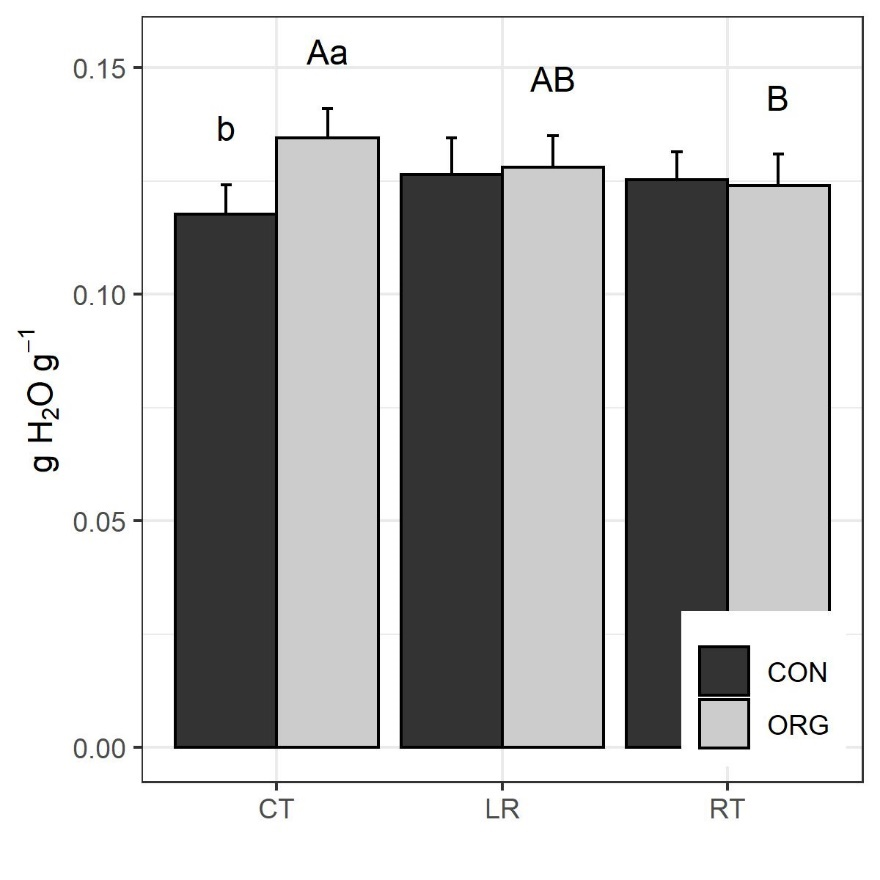 Aa
AB
B
b
0.15
0.10
0.05
0.00
g H₂O g⁻¹
CON
ORG
CT LR RT